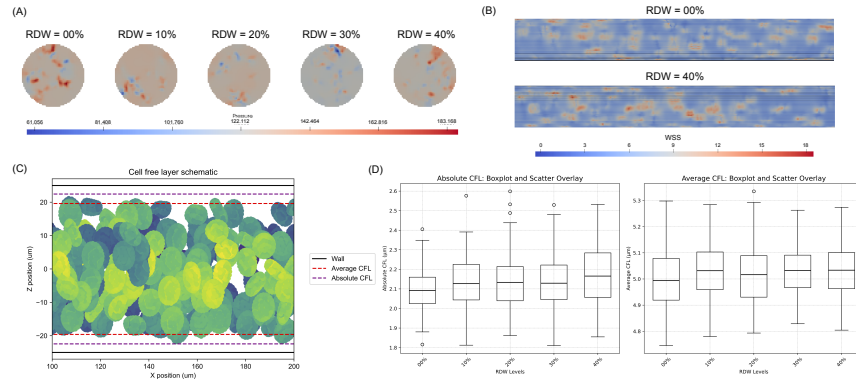 (A)
RDW = 00%
RDW = 10%
RDW = 20%
RDW = 30%
RDW = 40%
Pressure
61.056 81.408 101.760 122.112 142.464 162.816 183.168
(B)
RDW = 00%
RDW = 40%
WSS
0 3 6 9 12 15 18
(C)
Cell free layer schematic
Z position (um)
20
10
0
−10
−20
100 120 140 160 180 200
X position (um)
Wall
Average CFL
Absolute CFL
(D)
Absolute CFL: Boxplot and Scatter Overlay
Absolute CFL (μm)
2.6
2.5
2.4
2.3
2.2
2.1
2.0
1.9
1.8
00% 10% 20% 30% 40%
RDW Levels
Average CFL: Boxplot and Scatter Overlay
Average CFL (μm)
5.2
5.0
4.8
00% 10% 20% 30% 40%
RDW Levels